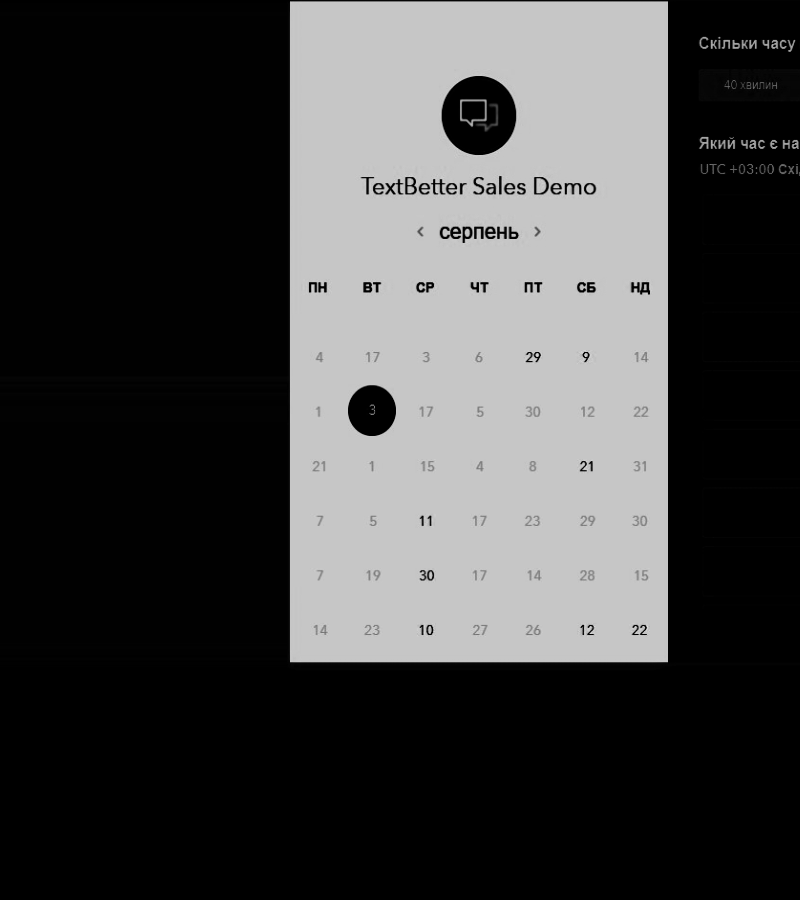 TextBetter Sales Demo
серпень
ПН ВТ СР ЧТ ПТ СБ НД
4 17 3 6 29 9 14
1 3 17 5 30 12 22
21 1 15 4 8 21 31
7 5 11 17 23 29 30
7 19 30 17 14 28 15
14 23 10 27 26 12 22
Скільки часу
40 хвилин
Який час є на
UTC +03:00 Схі